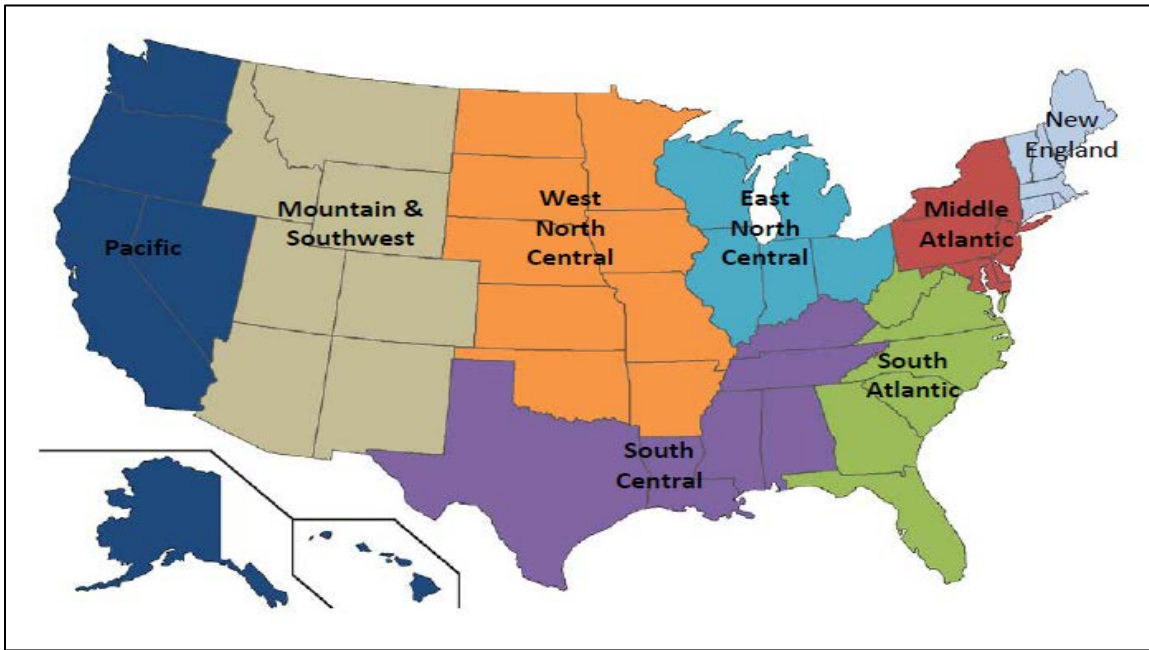 New
England
Pacific
Mountain &
Southwest
West
North
Central
East
North
Central
Middle
Atlantic
South
Atlantic
South
Central